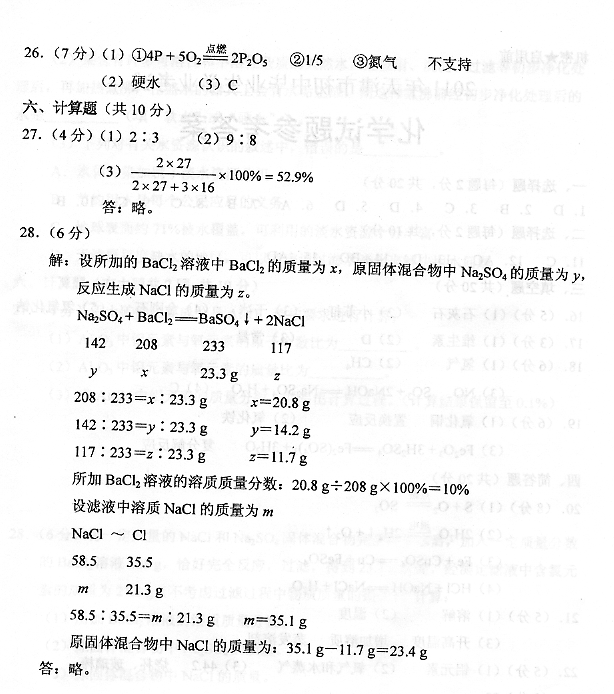 26.（7分）(1) ①4P+5O₂══点燃══2P₂O₅ ②1/5 ③氮气 不支持
(2) 硬水 (3) C
六、计算题（共10分）
27.（4分）(1) 2∶3 (2) 9∶8
(3) 2×27/(2×27+3×16)×100%=52.9%
答：略。
28.（6分）
解：设所加的BaCl₂溶液中BaCl₂的质量为x，原固体混合物中Na₂SO₄的质量为y，
反应生成NaCl的质量为z。
Na₂SO₄+BaCl₂══BaSO₄↓+2NaCl
142 208 233 117
y x 23.3 g z
208∶233=x∶23.3 g x=20.8 g
142∶233=y∶23.3 g y=14.2 g
117∶233=z∶23.3 g z=11.7 g
所加BaCl₂溶液的溶质质量分数：20.8 g÷208 g×100%=10%
设滤液中溶质NaCl的质量为m
NaCl ～ Cl
58.5 35.5
m 21.3 g
58.5∶35.5=m∶21.3 g m=35.1 g
原固体混合物中NaCl的质量为：35.1 g－11.7 g=23.4 g
答：略。